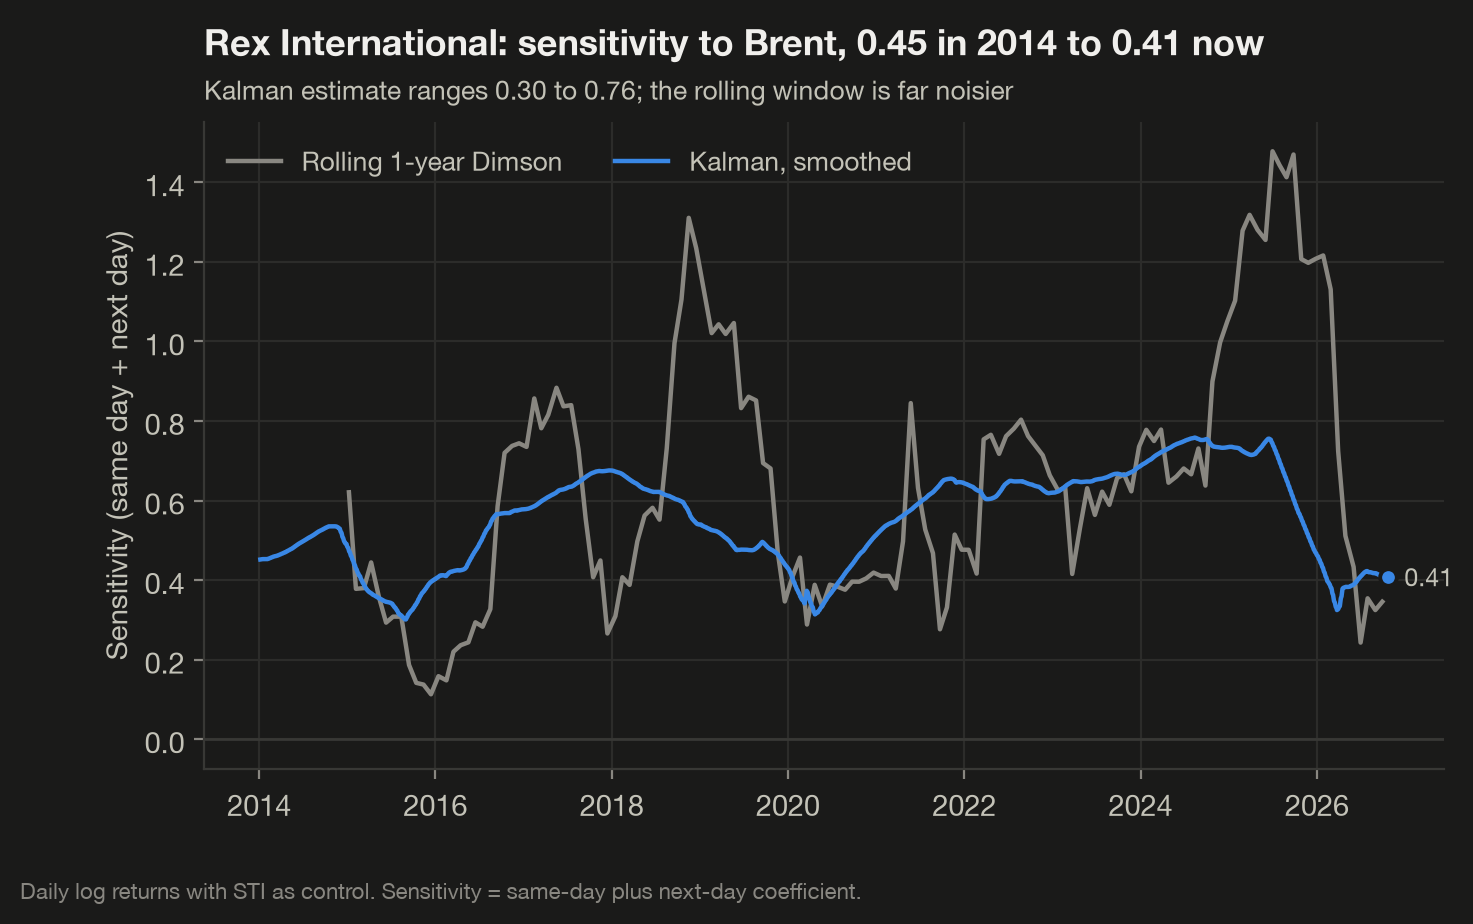 Rex International: sensitivity to Brent, 0.45 in 2014 to 0.41 now
Kalman estimate ranges 0.30 to 0.76; the rolling window is far noisier
Rolling 1-year Dimson
Kalman, smoothed
Sensitivity (same day + next day)
1.4
1.2
1.0
0.8
0.6
0.4
0.2
0.0
0.41
2014
2016
2018
2020
2022
2024
2026
Daily log returns with STI as control. Sensitivity = same-day plus next-day coefficient.